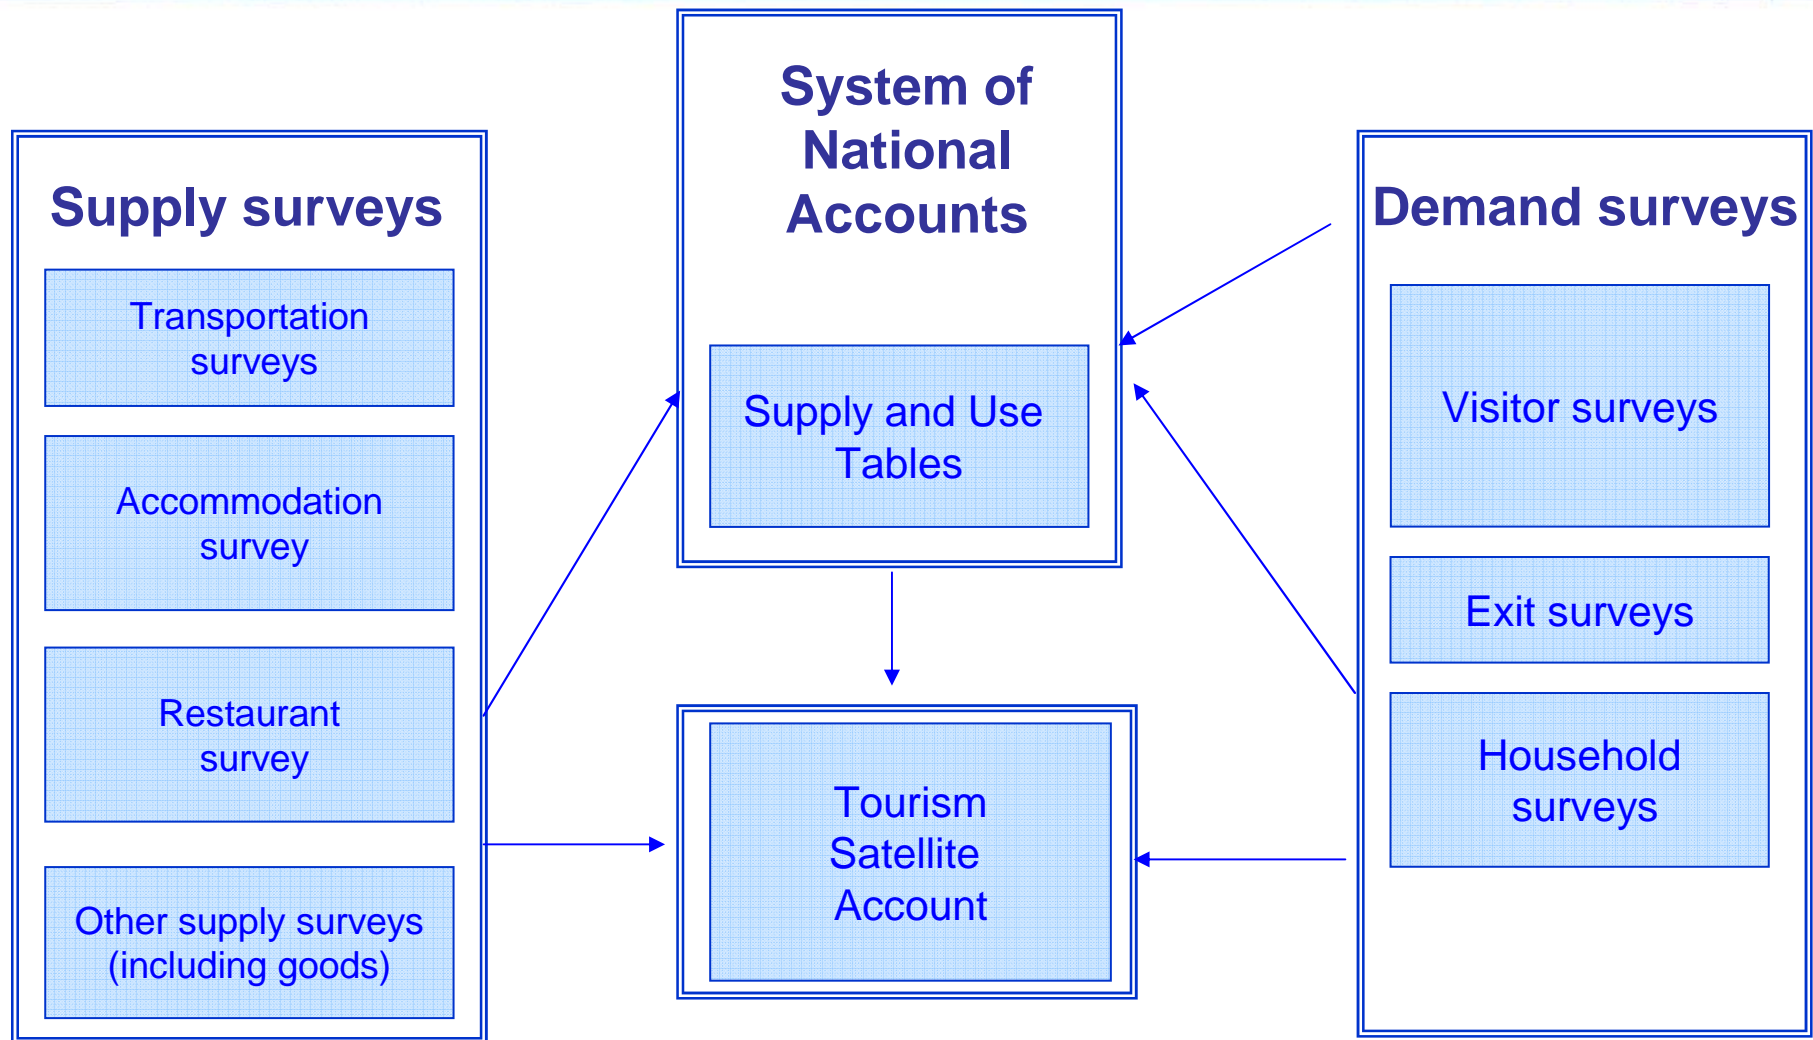 System of
National
Accounts
Supply and Use
Tables
Supply surveys
Transportation
surveys
Accommodation
survey
Restaurant
survey
Other supply surveys
(including goods)
Tourism
Satellite
Account
Demand surveys
Visitor surveys
Exit surveys
Household
surveys